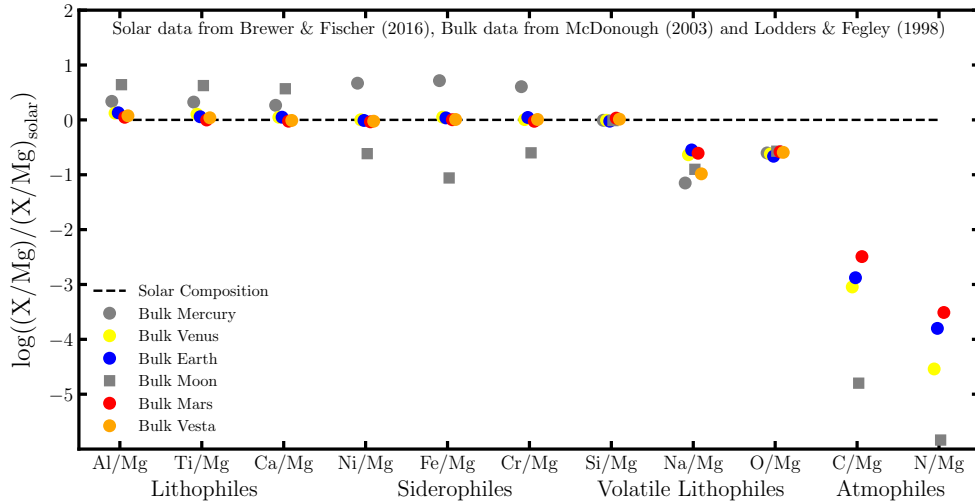 Solar data from Brewer & Fischer (2016), Bulk data from McDonough (2003) and Lodders & Fegley (1998)
log((X/Mg)/(X/Mg)solar)
2
1
0
-1
-2
-3
-4
-5
Solar Composition
Bulk Mercury
Bulk Venus
Bulk Earth
Bulk Moon
Bulk Mars
Bulk Vesta
Al/Mg Ti/Mg Ca/Mg Ni/Mg Fe/Mg Cr/Mg Si/Mg Na/Mg O/Mg C/Mg N/Mg
Lithophiles Siderophiles Volatile Lithophiles Atmophiles